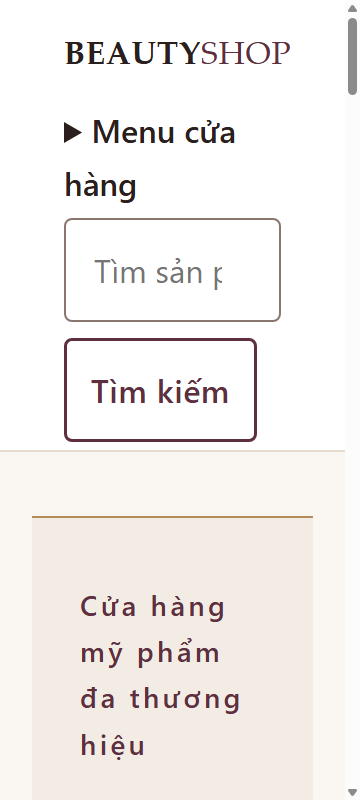 BEAUTYSHOP
Menu cửa
hàng
Tìm sản
Tìm kiếm
Cửa hàng
mỹ phẩm
đa thương
hiệu